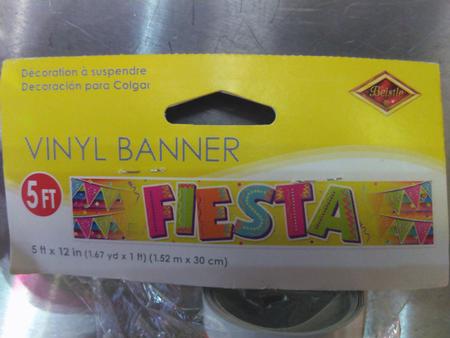 Décoration à suspendre
Decoración para Colgar
Beistle
VINYL BANNER
5 FT
FIESTA
5 ft x 12 in (1.67 yd x 1 ft) (1.52 m x 30 cm)